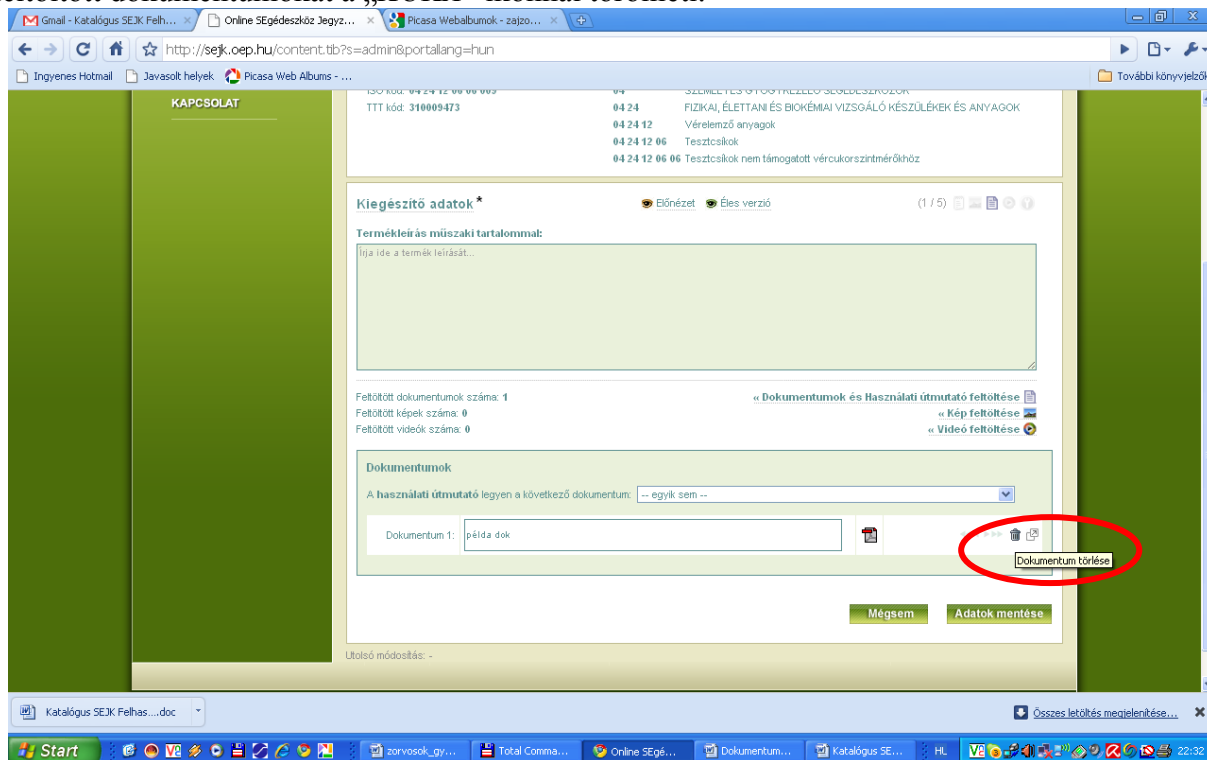 Gmail - Katalógus SEJK Felh... Online SEgédeszköz Jegyz... Picasa Webalbumok - zajzo...
http://sejk.oep.hu/content.tib?s=admin&portallang=hun
Ingyenes Hotmail Javasolt helyek Picasa Web Albums - ... További könyvjelzők
KAPCSOLAT
TTT kód: 310009473
04 24 FIZIKAI, ÉLETTANI ÉS BIOKÉMIAI VIZSGÁLÓ KÉSZÜLÉKEK ÉS ANYAGOK
04 24 12 Vérelemző anyagok
04 24 12 06 Tesztcsíkok
04 24 12 06 06 Tesztcsíkok nem támogatott vércukorszintmérőkhöz
Kiegészítő adatok * Előnézet Éles verzió (1 / 5)
Termékleírás műszaki tartalommal:
Írja ide a termék leírását...
Feltöltött dokumentumok száma: 1 « Dokumentumok és Használati útmutató feltöltése
Feltöltött képek száma: 0 « Kép feltöltése
Feltöltött videók száma: 0 « Videó feltöltése
Dokumentumok
A használati útmutató legyen a következő dokumentum: -- egyik sem --
Dokumentum 1: példa dok
Dokumentum törlése
Mégsem Adatok mentése
Utolsó módosítás: -
Katalógus SEJK Felhas....doc Összes letöltés megjelenítése...
Start zorvosok_gy... Total Comma... Online SEgé... Dokumentum... Katalógus SE... HU 22:32